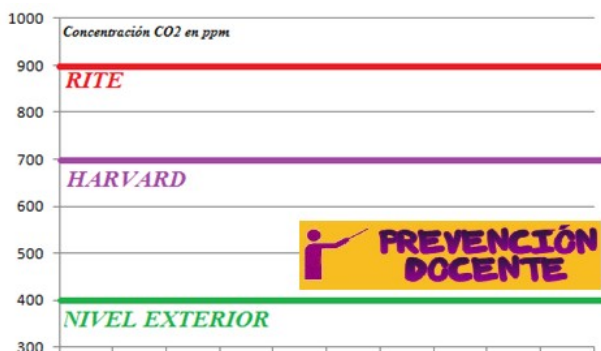 1000
Concentración CO2 en ppm
900
RITE
800
700
HARVARD
600
500
PREVENCIÓN
DOCENTE
400
NIVEL EXTERIOR
300